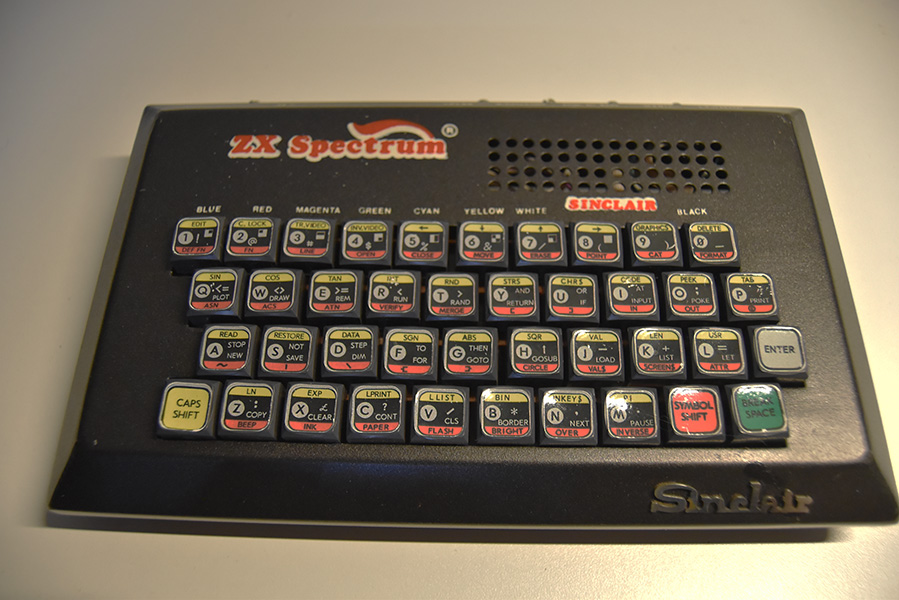 ZX Spectrum ®
SINCLAIR
BLUE RED MAGENTA GREEN CYAN YELLOW WHITE BLACK
EDIT C. LOCK TR.VIDEO INV.VIDEO ← → GRAPHICS DELETE
1 ! 2 @ 3 # 4 $ 5 % 6 & 7 / 8 ( 9 ) 0 _
DEF FN FN LINE OPEN CLOSE MOVE ERASE POINT CAT FORMAT
SIN COS TAN RND STRS CHR$ CODE PEEK TAB
Q <= W <> E >= R < T > Y AND U OR I AT O ; P "
PLOT DRAW REM RUN RAND RETURN IF INPUT POKE PRINT
ASN ACS ATN VERIFY MERGE [ ] IN OUT ©
READ RESTORE DATA SGN ABS SQR VAL LEN USR
A STOP S NOT D STEP F TO G THEN H J - K + L = ENTER
NEW SAVE DIM FOR GOTO GOSUB LOAD LIST LET
~ | \ { } CIRCLE VAL$ SCREEN$ ATTR
CAPS SHIFT LN EXP LPRINT LLIST BIN INKEY$ PI SYMBOL SHIFT BREAK SPACE
Z : X C ? V / B * N , M .
COPY CLEAR CONT CLS BORDER NEXT PAUSE
BEEP INK PAPER FLASH BRIGHT OVER INVERSE
Sinclair